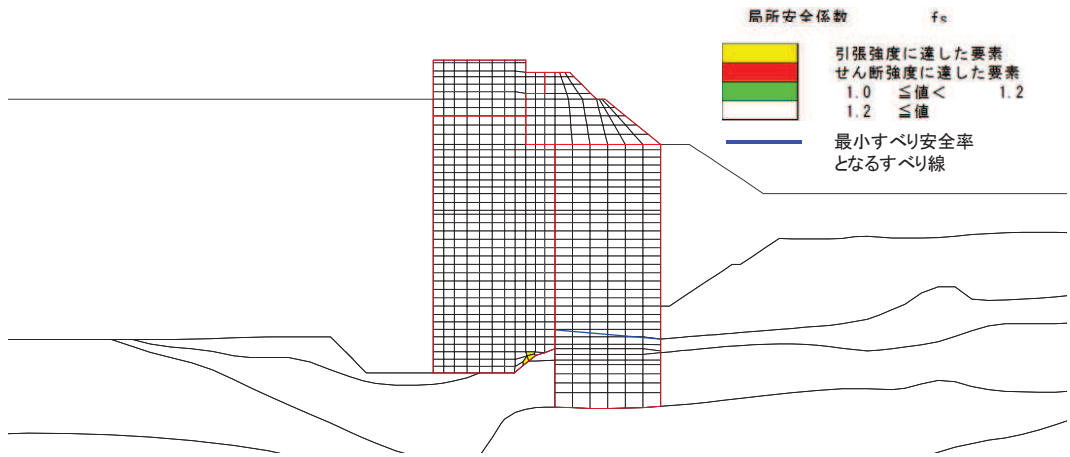 局所安全係数 fs
引張強度に達した要素
せん断強度に達した要素
1.0 ≦値< 1.2
1.2 ≦値
最小すべり安全率
となるすべり線